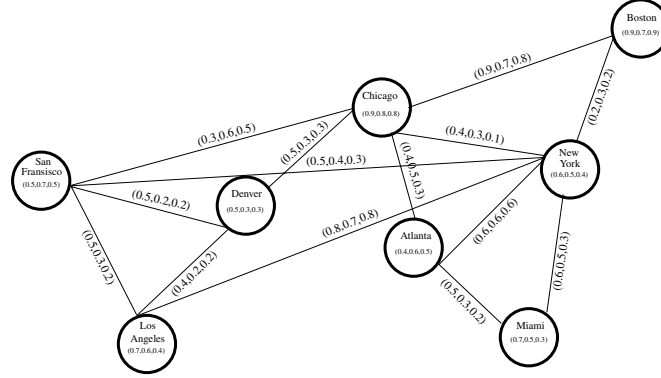 Boston
(0.9,0.7,0.9)
(0.9,0.7,0.8)
(0.2,0.3,0.2)
Chicago
(0.9,0.8,0.8)
(0.3,0.6,0.5)
(0.5,0.3,0.3)
(0.4,0.3,0.1)
(0.5,0.4,0.3)
(0.4,0.5,0.3)
New
York
(0.6,0.5,0.4)
San
Fransisco
(0.5,0.7,0.5)
(0.5,0.2,0.2)
Denver
(0.5,0.3,0.3)
(0.8,0.7,0.8)
(0.6,0.6,0.6)
Atlanta
(0.4,0.6,0.5)
(0.5,0.3,0.2)
(0.4,0.2,0.2)
(0.6,0.5,0.3)
(0.5,0.3,0.2)
Los
Angeles
(0.7,0.6,0.4)
Miami
(0.7,0.5,0.3)